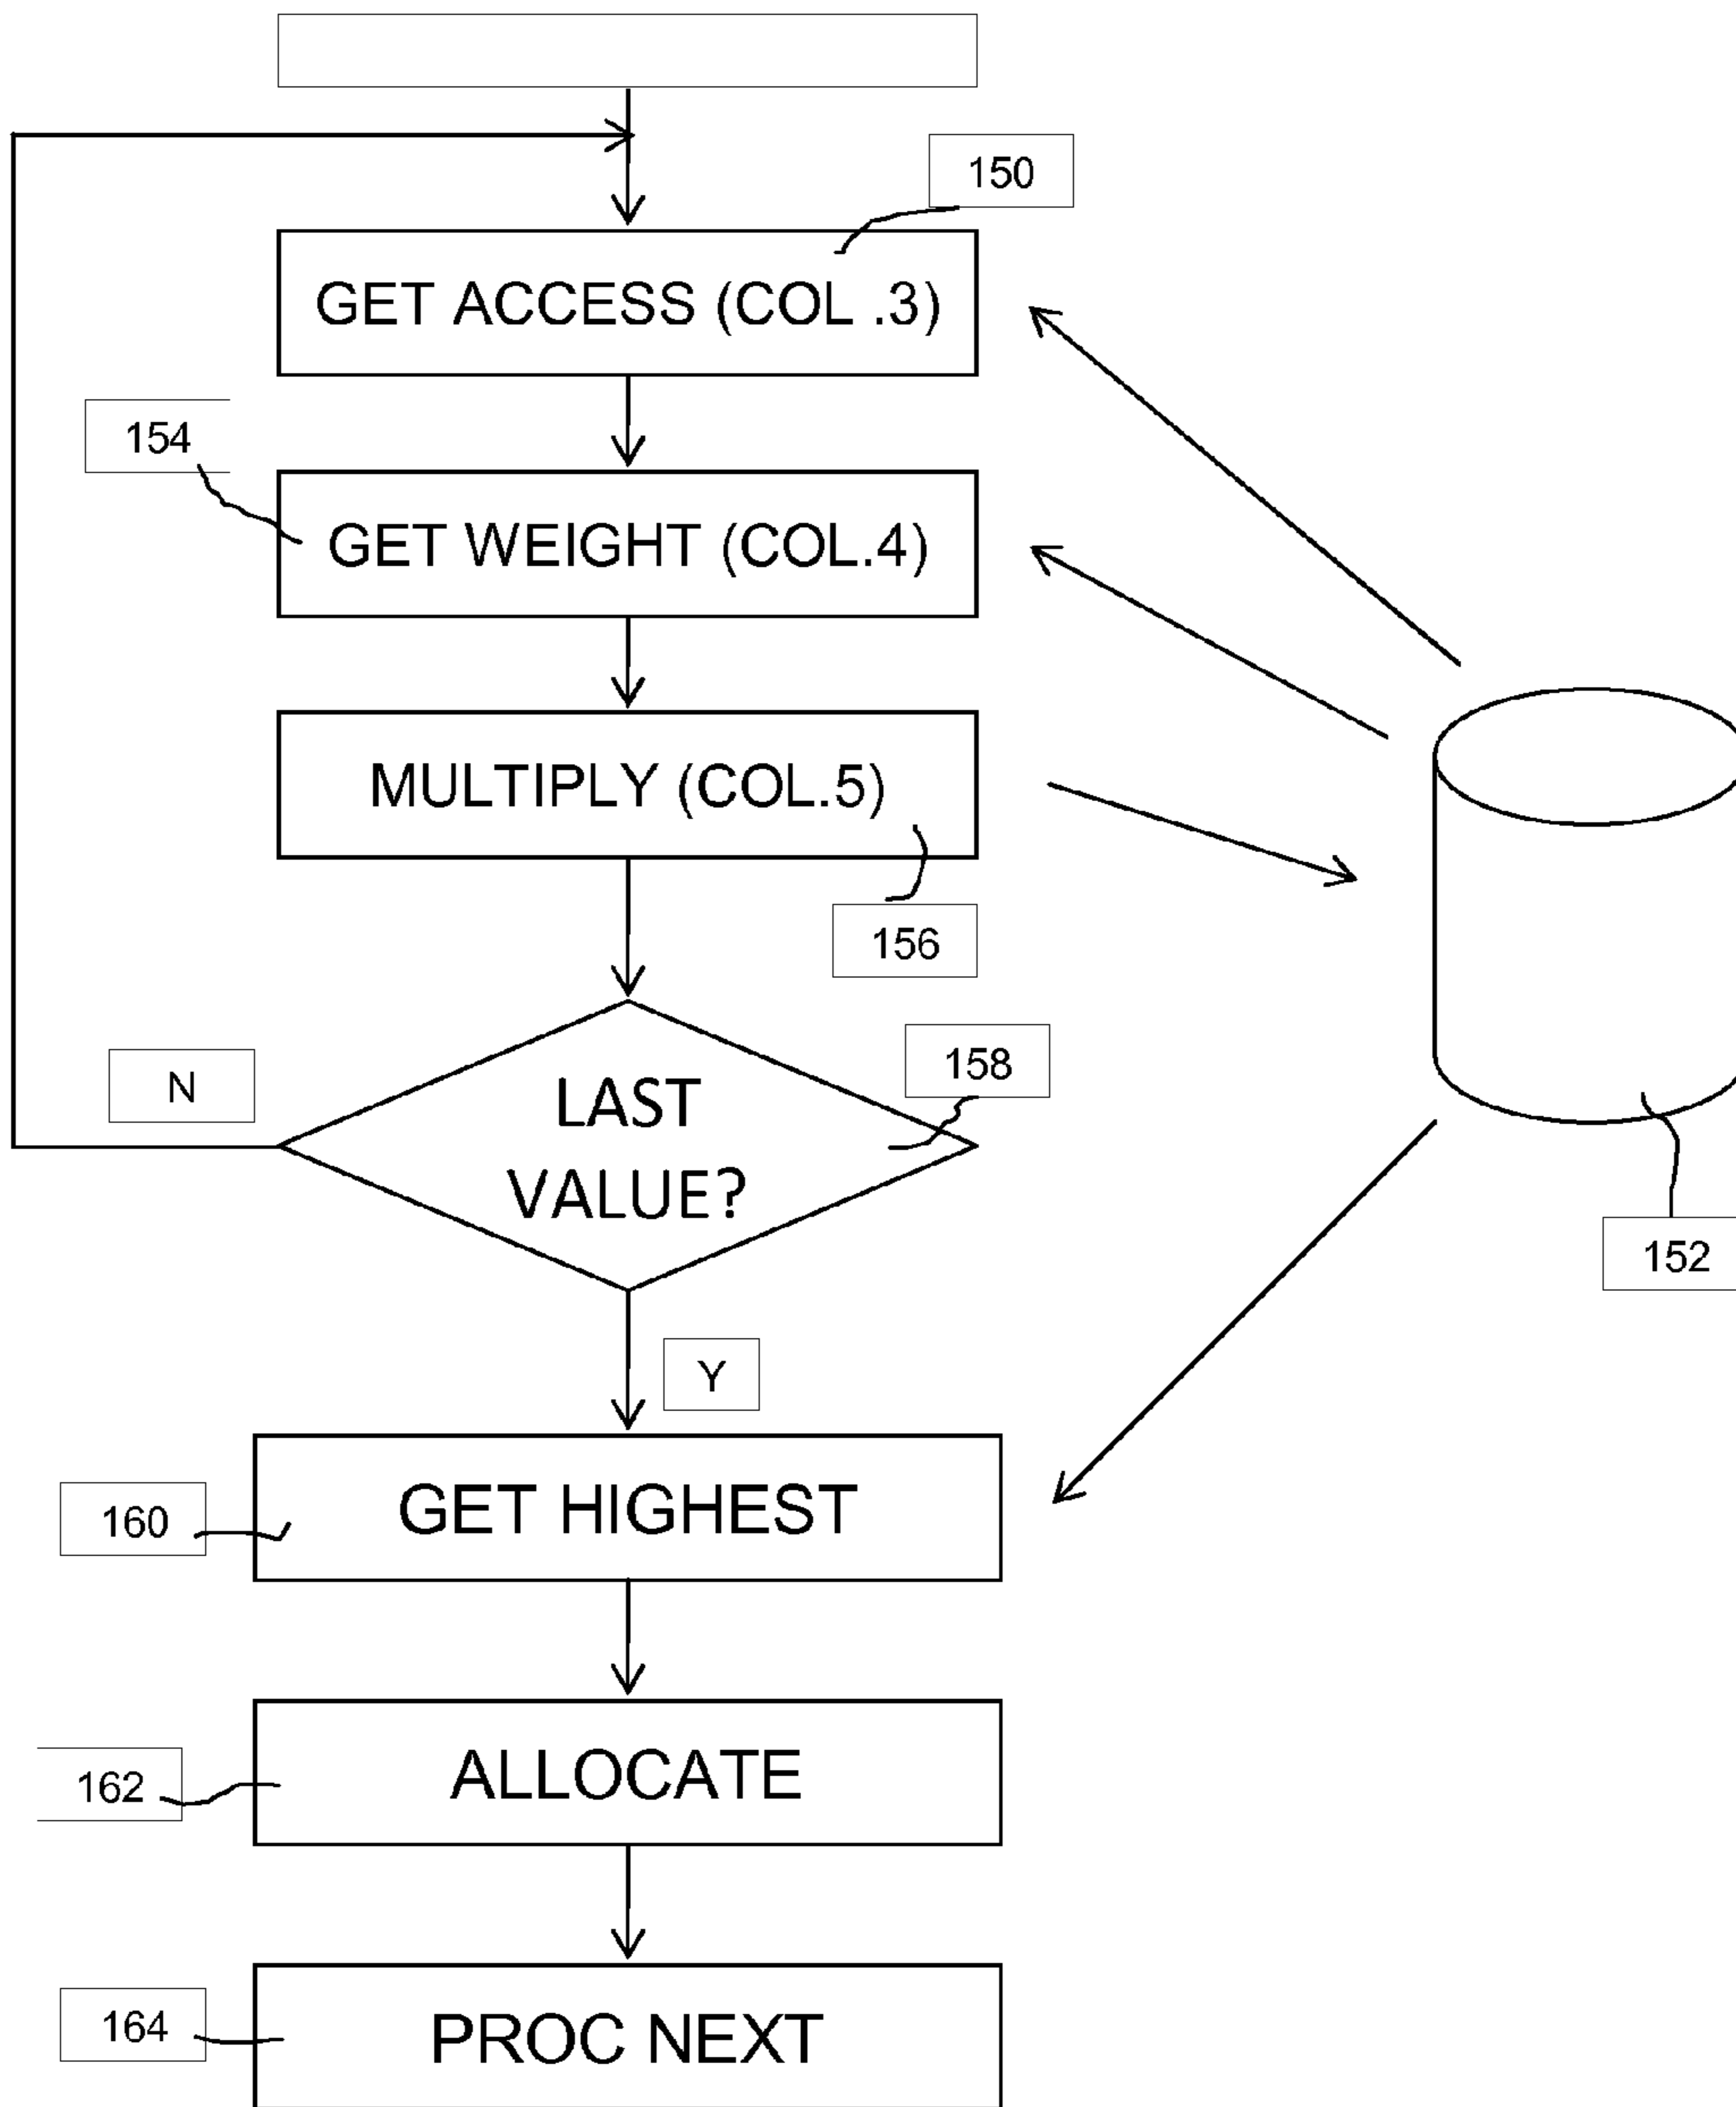 150
GET ACCESS (COL .3)
154
GET WEIGHT (COL.4)
MULTIPLY (COL.5)
156
N
LAST
VALUE?
158
152
Y
GET HIGHEST
160
ALLOCATE
162
PROC NEXT
164